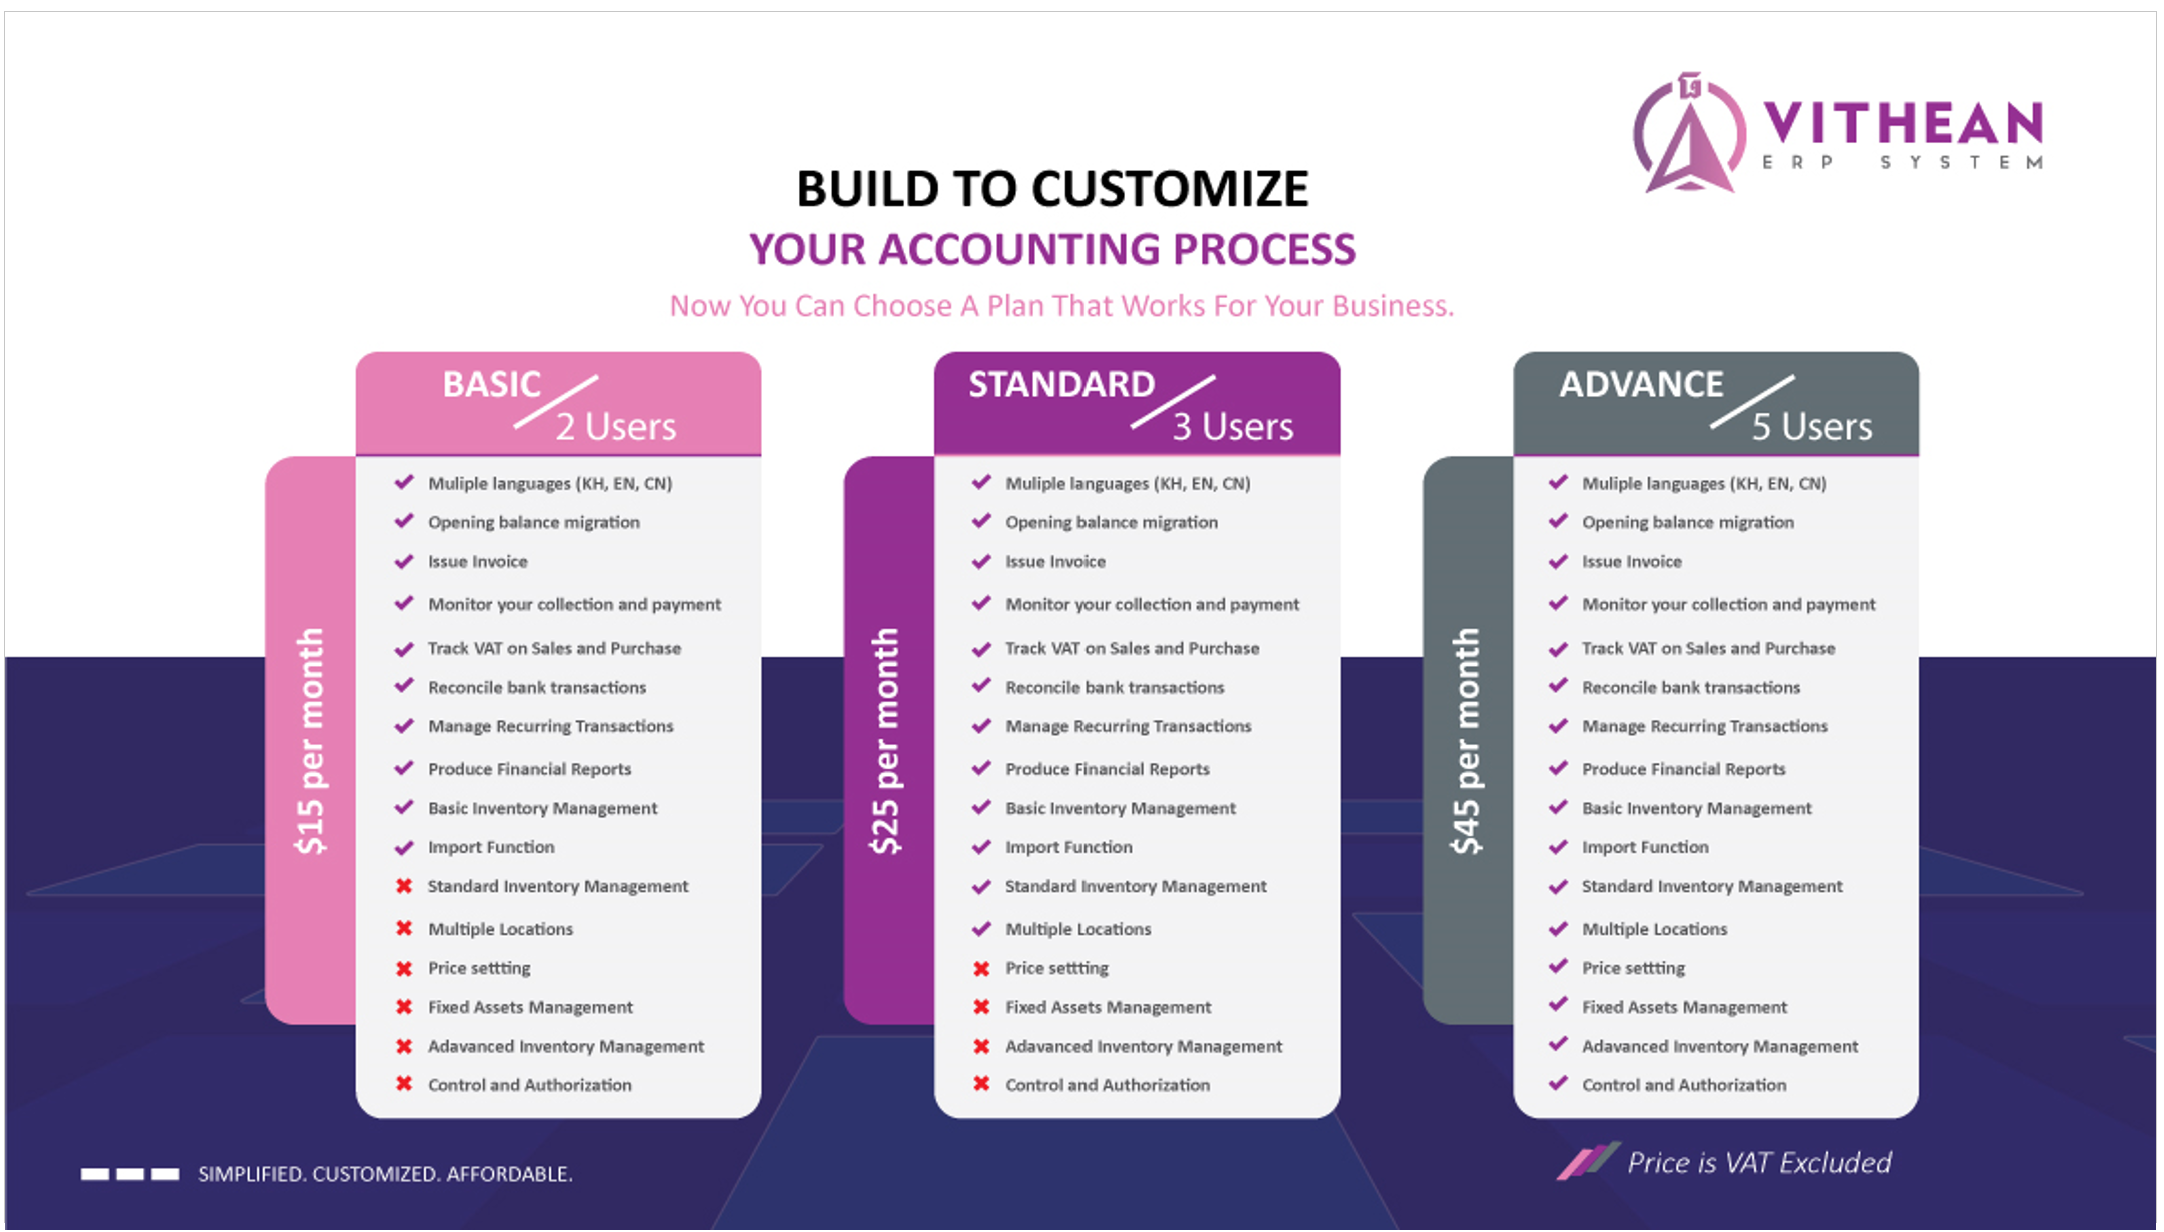 VITHEAN
ERP SYSTEM
BUILD TO CUSTOMIZE
YOUR ACCOUNTING PROCESS
Now You Can Choose A Plan That Works For Your Business.
BASIC
2 Users
$15 per month
Muliple languages (KH, EN, CN)
Opening balance migration
Issue Invoice
Monitor your collection and payment
Track VAT on Sales and Purchase
Reconcile bank transactions
Manage Recurring Transactions
Produce Financial Reports
Basic Inventory Management
Import Function
Standard Inventory Management
Multiple Locations
Price settting
Fixed Assets Management
Adavanced Inventory Management
Control and Authorization
STANDARD
3 Users
$25 per month
Muliple languages (KH, EN, CN)
Opening balance migration
Issue Invoice
Monitor your collection and payment
Track VAT on Sales and Purchase
Reconcile bank transactions
Manage Recurring Transactions
Produce Financial Reports
Basic Inventory Management
Import Function
Standard Inventory Management
Multiple Locations
Price settting
Fixed Assets Management
Adavanced Inventory Management
Control and Authorization
ADVANCE
5 Users
$45 per month
Muliple languages (KH, EN, CN)
Opening balance migration
Issue Invoice
Monitor your collection and payment
Track VAT on Sales and Purchase
Reconcile bank transactions
Manage Recurring Transactions
Produce Financial Reports
Basic Inventory Management
Import Function
Standard Inventory Management
Multiple Locations
Price settting
Fixed Assets Management
Adavanced Inventory Management
Control and Authorization
SIMPLIFIED. CUSTOMIZED. AFFORDABLE.
Price is VAT Excluded